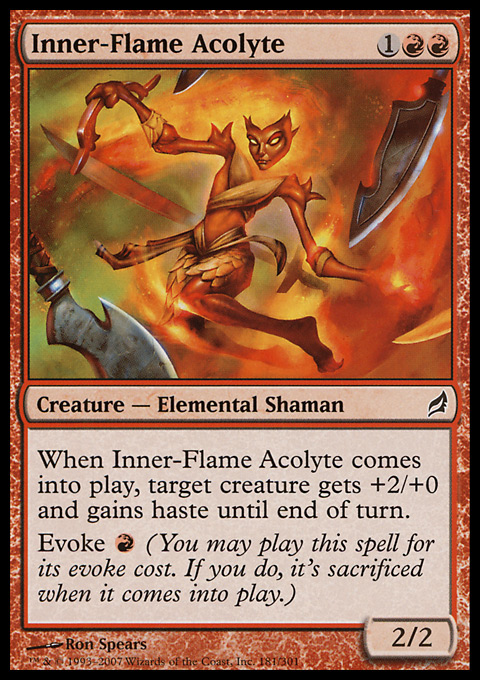 Inner-Flame Acolyte 1
Creature — Elemental Shaman
When Inner-Flame Acolyte comes
into play, target creature gets +2/+0
and gains haste until end of turn.
Evoke (You may play this spell for
its evoke cost. If you do, it's sacrificed
when it comes into play.)
Ron Spears
2/2
™ & © 1993-2007 Wizards of the Coast, Inc. 181/301